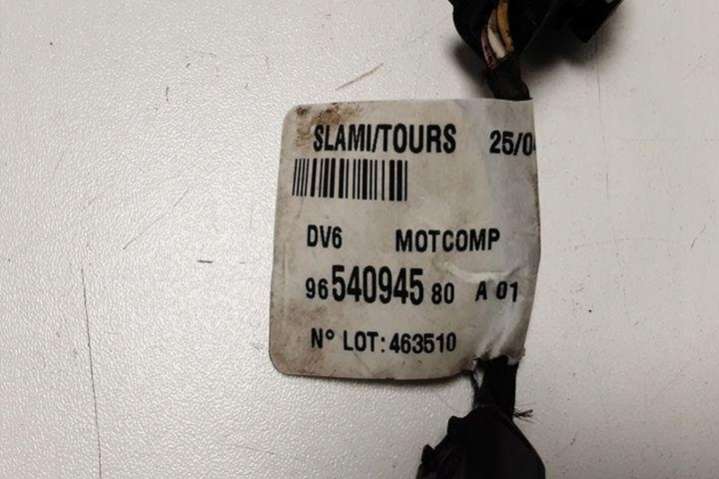 SLAMI/TOURS 25/0
DV6 MOTCOMP
96 540945 80 A 01
N° LOT: 463510